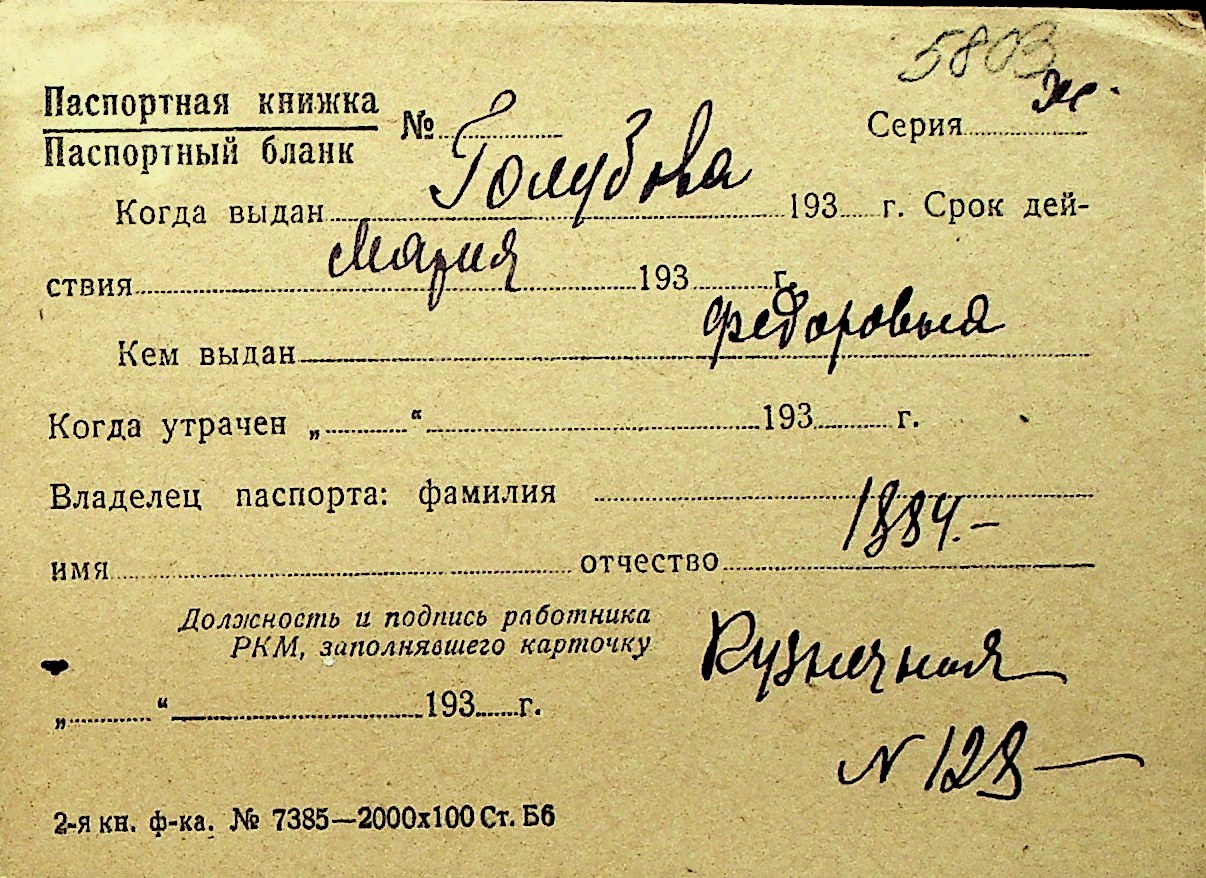 5803
Паспортная книжка
Паспортный бланк № Серия
Голубова
Когда выдан 193 г. Срок дей-
Мария
ствия 193 г.
Федоровна
Кем выдан
Когда утрачен „ “ 193 г.
Владелец паспорта: фамилия
1884.–
имя отчество
Должность и подпись работника
РКМ, заполнявшего карточку
Кузнечная
„ “ 193 г.
N 128
2-я кн. ф-ка. № 7385—2000х100 Ст. Б6